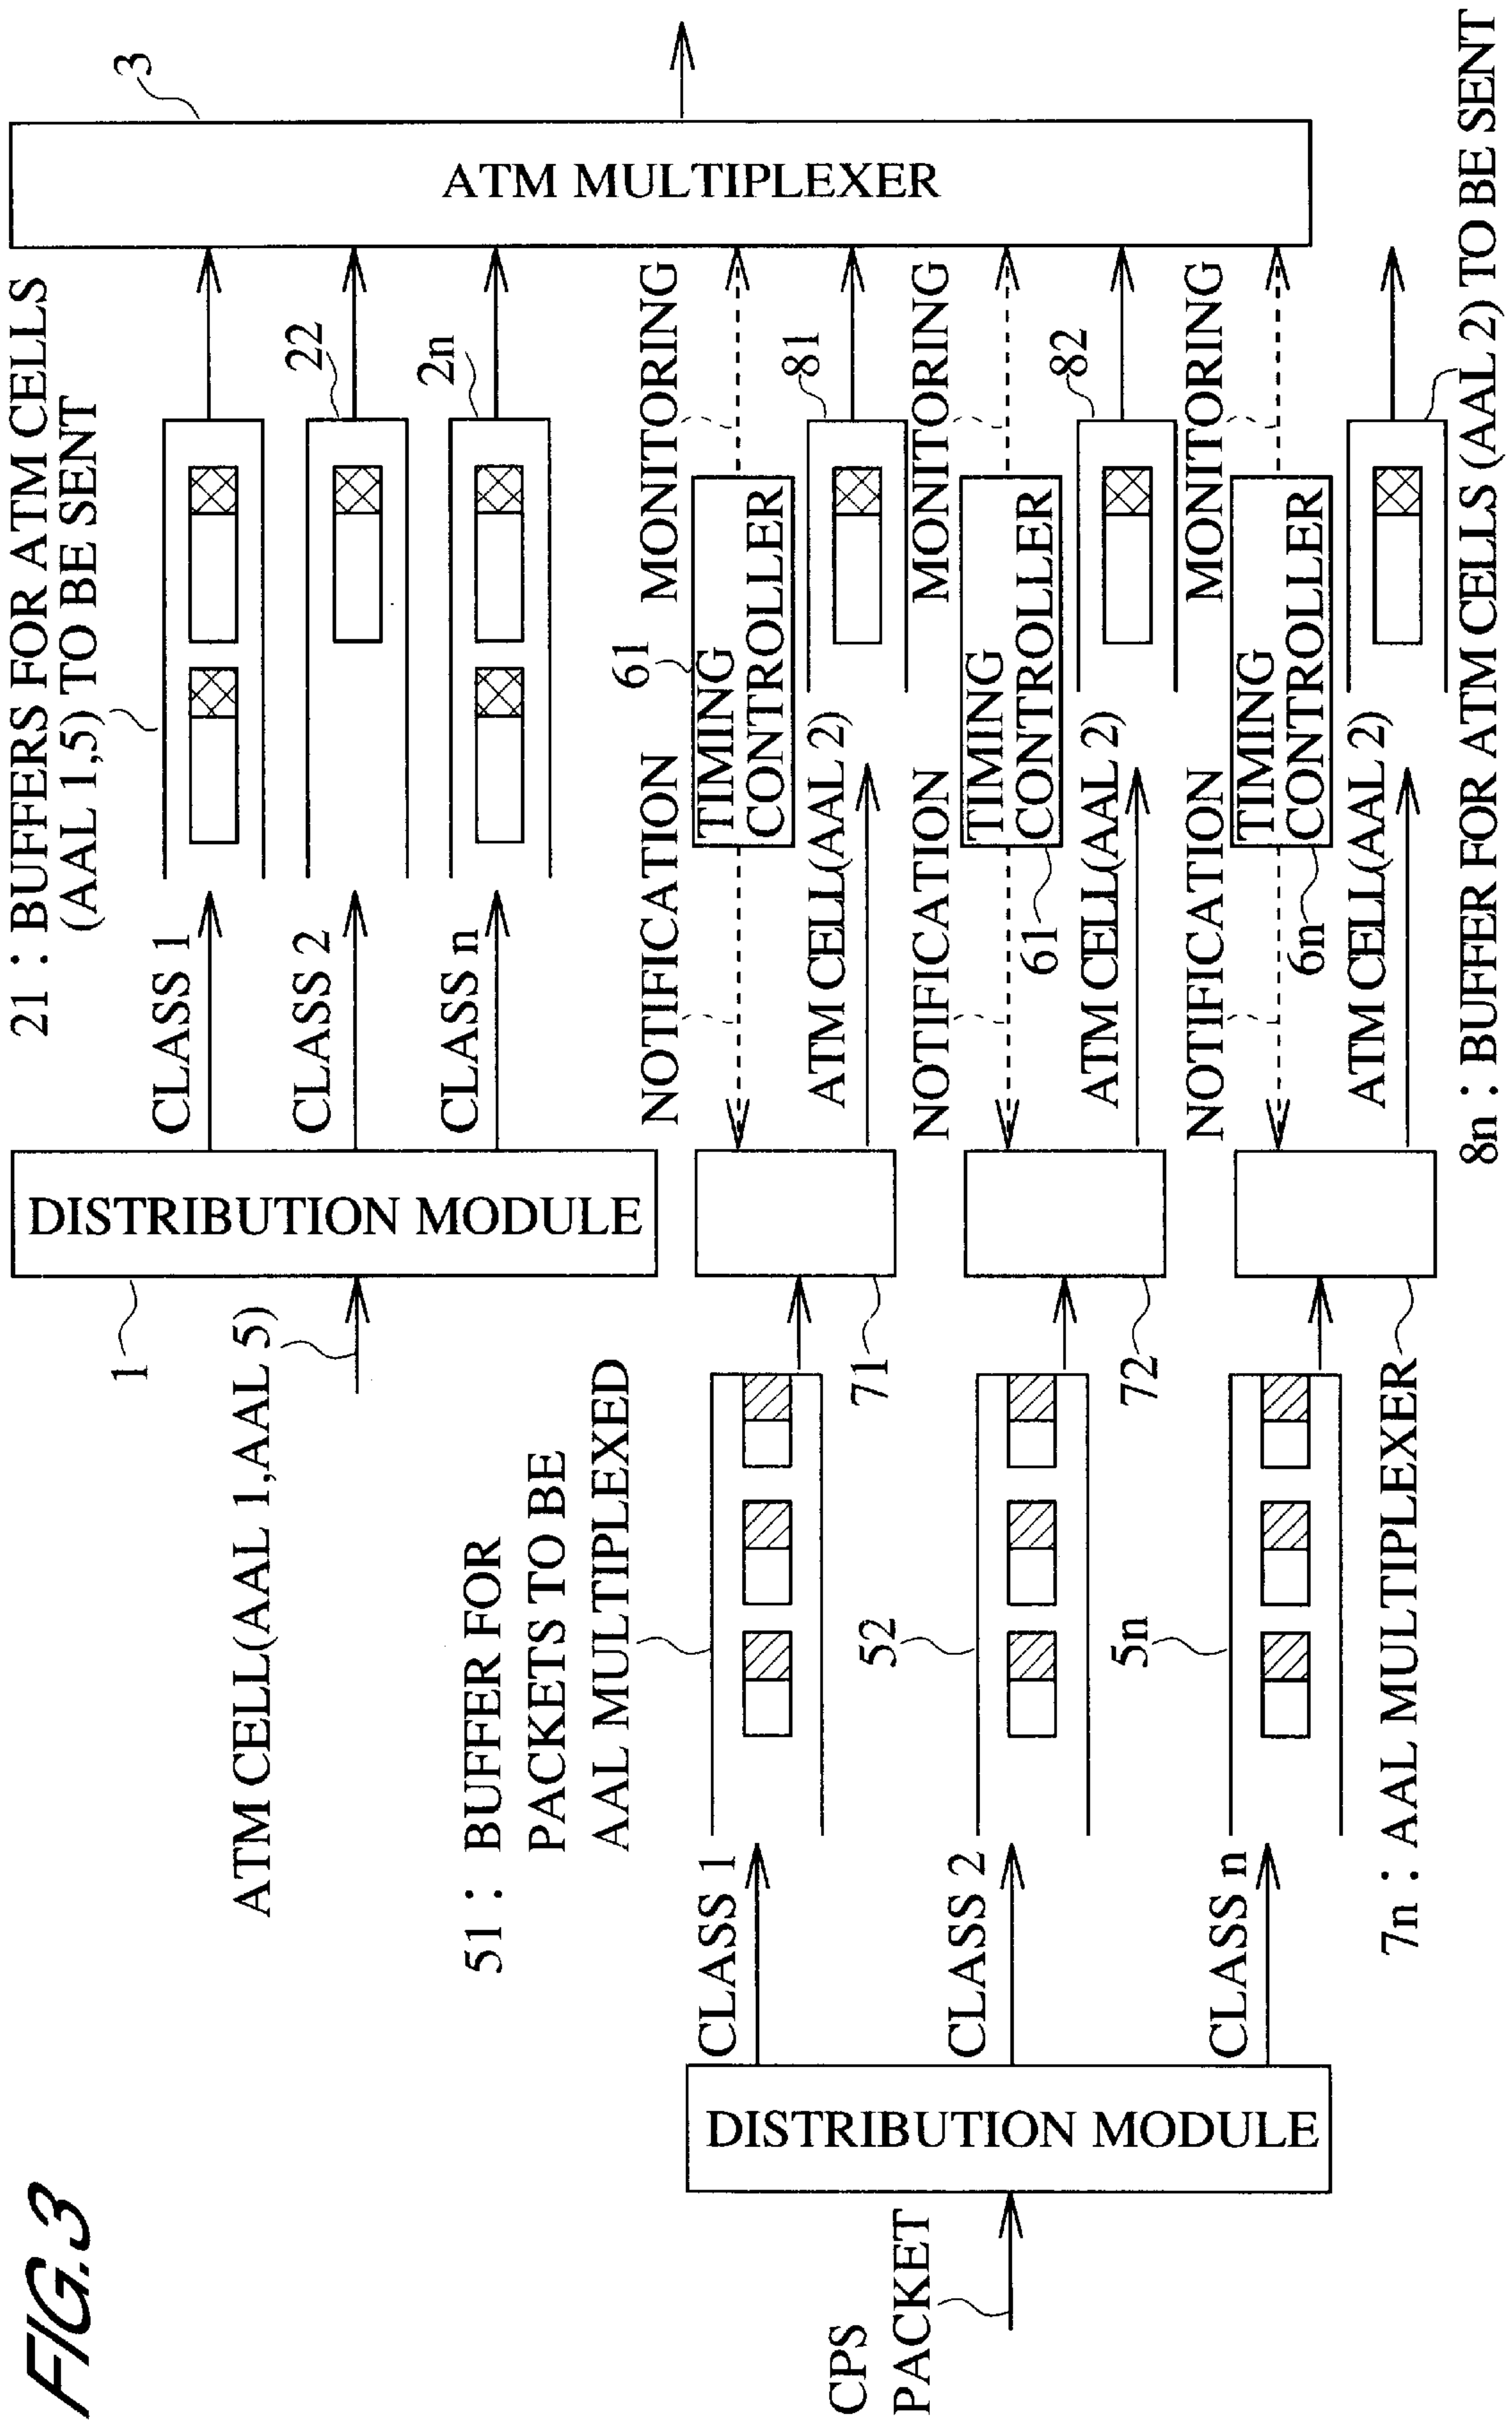 FIG.3
21 : BUFFERS FOR ATM CELLS
(AAL 1,5) TO BE SENT
3
ATM CELL(AAL 1,AAL 5)
1
DISTRIBUTION MODULE
CLASS 1
CLASS 2
22
CLASS n
2n
ATM MULTIPLEXER
51 : BUFFER FOR
PACKETS TO BE
AAL MULTIPLEXED
CPS
PACKET
DISTRIBUTION MODULE
CLASS 1
71
NOTIFICATION
61
TIMING
CONTROLLER
MONITORING
ATM CELL(AAL 2)
81
CLASS 2
52
72
NOTIFICATION
61
TIMING
CONTROLLER
MONITORING
ATM CELL(AAL 2)
82
CLASS n
5n
NOTIFICATION
6n
TIMING
CONTROLLER
MONITORING
ATM CELL(AAL 2)
7n : AAL MULTIPLEXER
8n : BUFFER FOR ATM CELLS (AAL 2) TO BE SENT